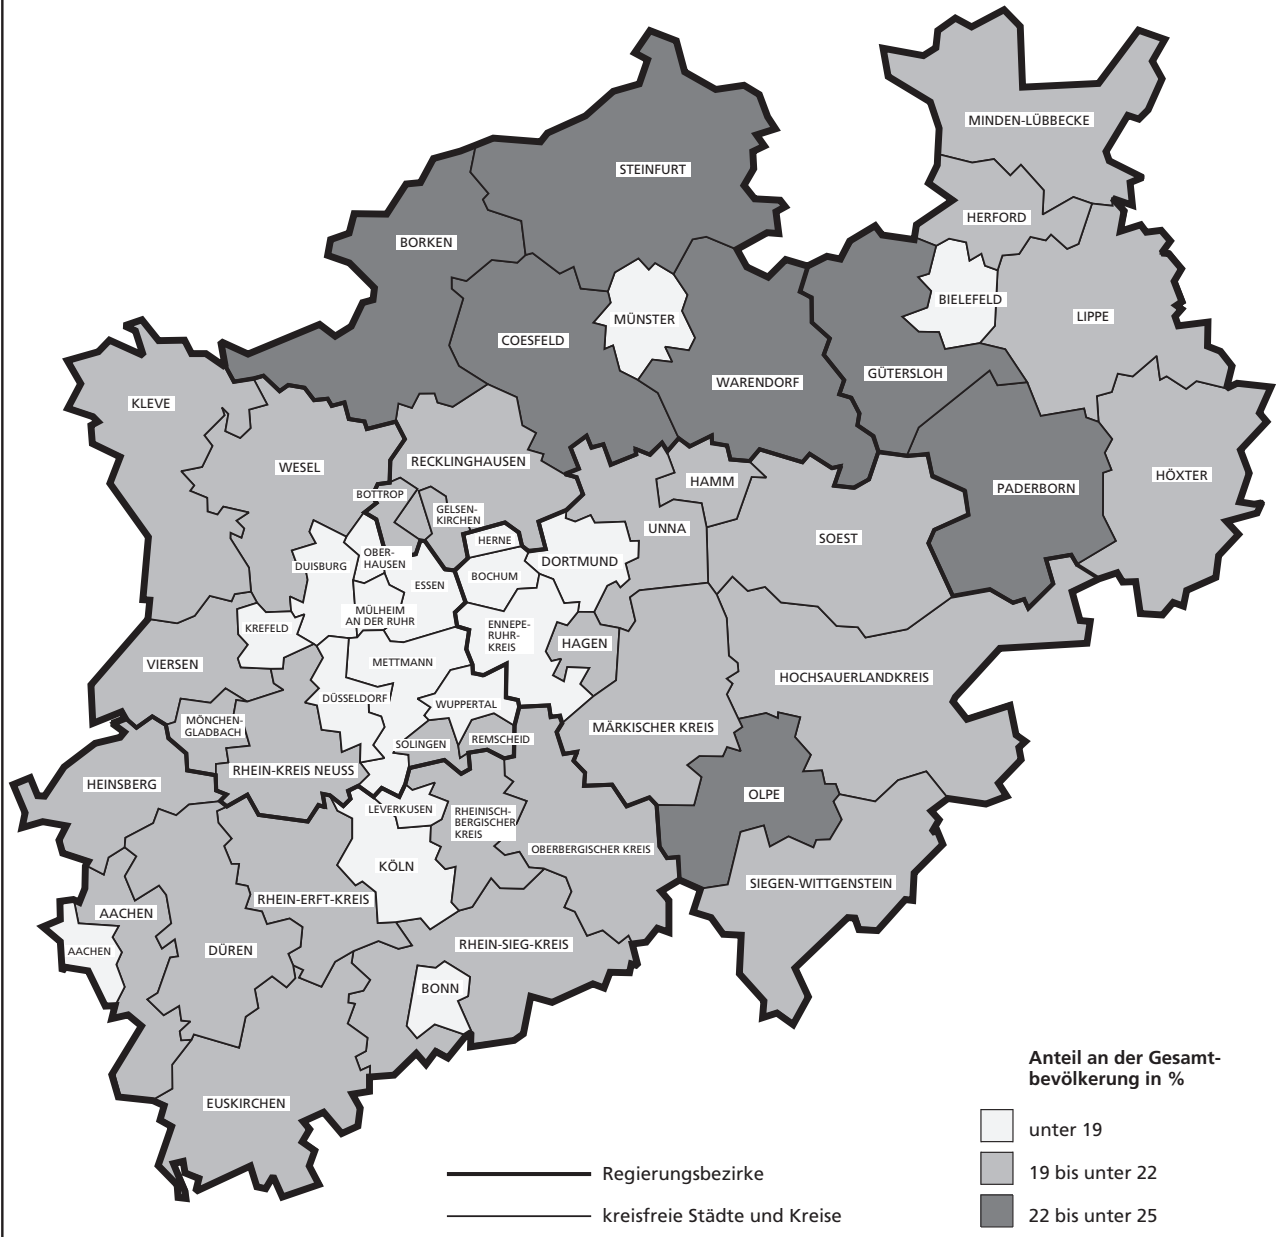 MINDEN-LÜBBECKE
STEINFURT
HERFORD
BORKEN
BIELEFELD
MÜNSTER
LIPPE
COESFELD
GÜTERSLOH
WARENDORF
KLEVE
RECKLINGHAUSEN
WESEL
HÖXTER
HAMM
PADERBORN
BOTTROP
GELSEN-
KIRCHEN
UNNA
SOEST
HERNE
OBER-
HAUSEN
DORTMUND
DUISBURG
BOCHUM
ESSEN
MÜLHEIM
AN DER RUHR
KREFELD
ENNEPE-
RUHR-
KREIS
HAGEN
VIERSEN
METTMANN
HOCHSAUERLANDKREIS
DÜSSELDORF
WUPPERTAL
MÖNCHEN-
GLADBACH
MÄRKISCHER KREIS
SOLINGEN
REMSCHEID
RHEIN-KREIS NEUSS
HEINSBERG
OLPE
LEVERKUSEN
RHEINISCH-
BERGISCHER
KREIS
OBERBERGISCHER KREIS
KÖLN
SIEGEN-WITTGENSTEIN
RHEIN-ERFT-KREIS
AACHEN
RHEIN-SIEG-KREIS
AACHEN
DÜREN
BONN
EUSKIRCHEN
Anteil an der Gesamt-
bevölkerung in %
unter 19
19 bis unter 22
22 bis unter 25
Regierungsbezirke
kreisfreie Städte und Kreise